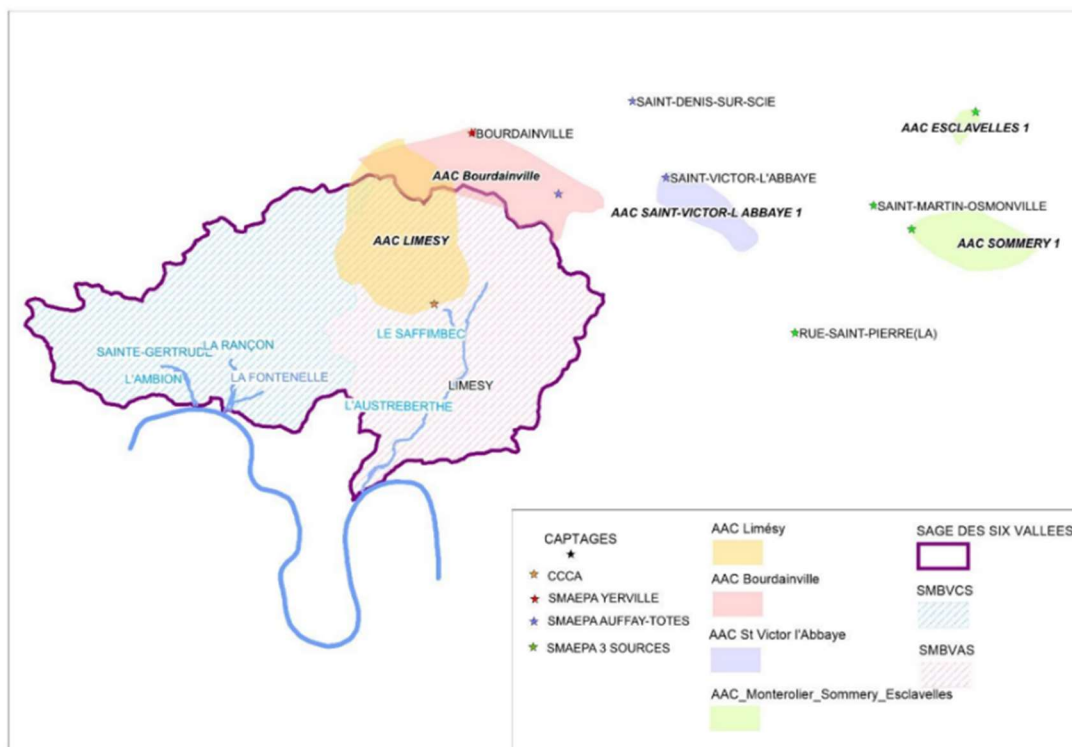 SAINT-DENIS-SUR-SCIE
AAC ESCLAVELLES 1
BOURDAINVILLE
AAC Bourdainville
SAINT-VICTOR-L'ABBAYE
AAC SAINT-VICTOR-L ABBAYE 1
SAINT-MARTIN-OSMONVILLE
AAC LIMESY
AAC SOMMERY 1
LE SAFFIMBEC
RUE-SAINT-PIERRE(LA)
SAINTE-GERTRUDE
LA RANÇON
L'AMBION
LA FONTENELLE
LIMESY
L'AUSTREBERTHE
CAPTAGES
CCCA
SMAEPA YERVILLE
SMAEPA AUFFAY-TOTES
SMAEPA 3 SOURCES
AAC Limésy
AAC Bourdainville
AAC St Victor l'Abbaye
AAC_Monterolier_Sommery_Esclavelles
SAGE DES SIX VALLEES
SMBVCS
SMBVAS